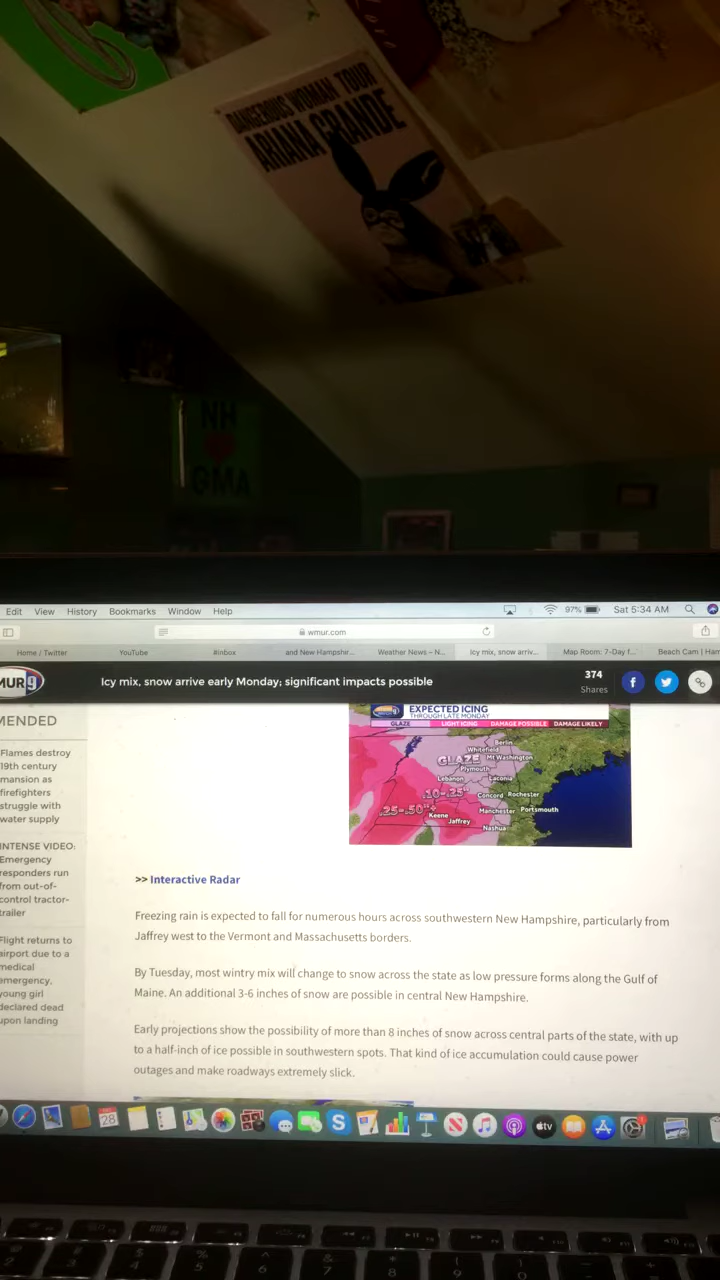 Love
DANGEROUS WOMAN TOUR
ARIANA GRANDE
NH
GMA
Edit View History Bookmarks Window Help
97% Sat 5:34 AM
wmur.com
Home / Twitter YouTube #inbox and New Hampshir... Weather News – N... Icy mix, snow arriv... Map Room: 7-Day f... Beach Cam | Ham
MUR 9
Icy mix, snow arrive early Monday; significant impacts possible
374
Shares
MENDED
Flames destroy
19th century
mansion as
firefighters
struggle with
water supply
INTENSE VIDEO:
Emergency
responders run
from out-of-
control tractor-
trailer
Flight returns to
airport due to a
medical
emergency,
young girl
declared dead
upon landing
EXPECTED ICING
THROUGH LATE MONDAY
GLAZE LIGHT ICING DAMAGE POSSIBLE DAMAGE LIKELY
Berlin
Whitefield
GLAZE Mt Washington
Plymouth
Lebanon Laconia
.10-.25"
Concord Rochester
.25-.50"+
Keene Manchester Portsmouth
Jaffrey
Nashua
>> Interactive Radar
Freezing rain is expected to fall for numerous hours across southwestern New Hampshire, particularly from
Jaffrey west to the Vermont and Massachusetts borders.
By Tuesday, most wintry mix will change to snow across the state as low pressure forms along the Gulf of
Maine. An additional 3-6 inches of snow are possible in central New Hampshire.
Early projections show the possibility of more than 8 inches of snow across central parts of the state, with up
to a half-inch of ice possible in southwestern spots. That kind of ice accumulation could cause power
outages and make roadways extremely slick.
28
tv